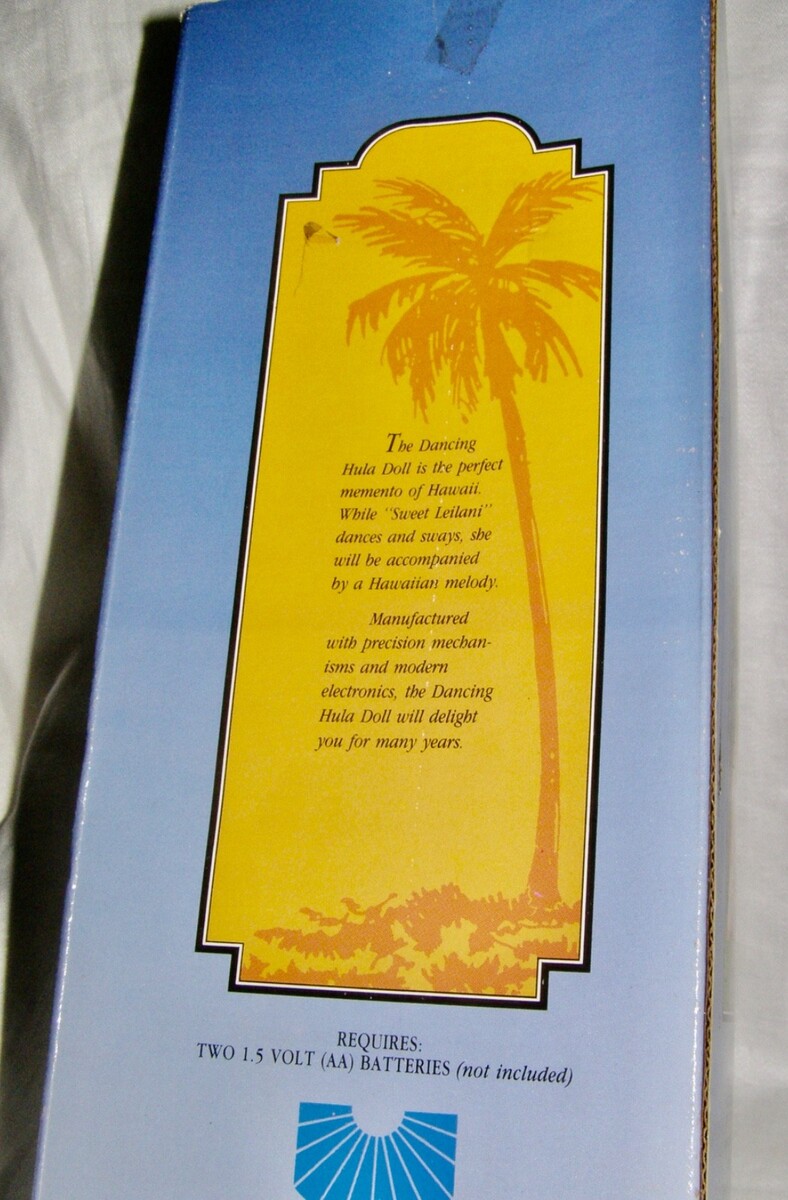 The Dancing
Hula Doll is the perfect
memento of Hawaii.
While "Sweet Leilani"
dances and sways, she
will be accompanied
by a Hawaiian melody.
Manufactured
with precision mechan-
isms and modern
electronics, the Dancing
Hula Doll will delight
you for many years.
REQUIRES:
TWO 1.5 VOLT (AA) BATTERIES (not included)